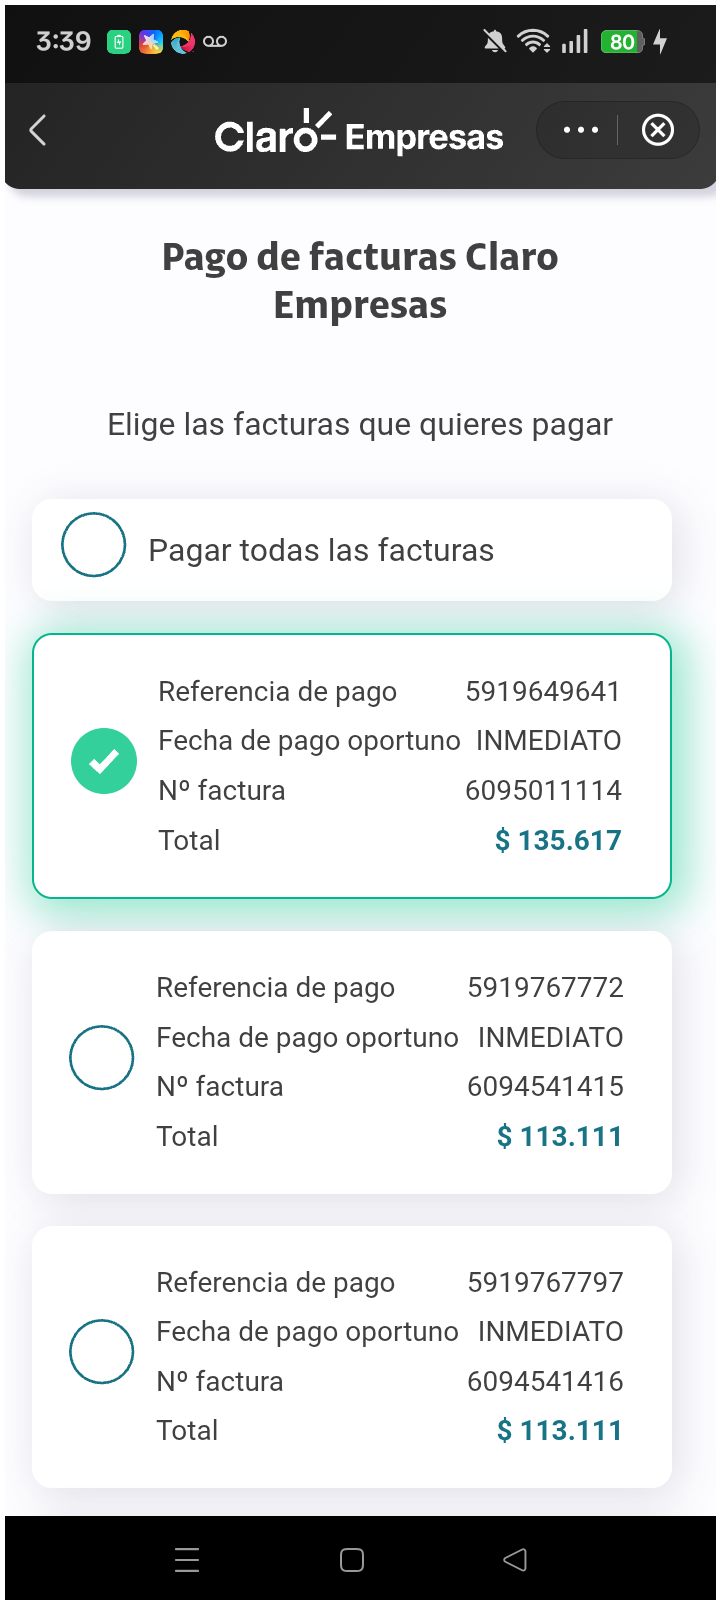 3:39
80
Claro Empresas
Pago de facturas Claro
Empresas
Elige las facturas que quieres pagar
Pagar todas las facturas
Referencia de pago 5919649641
Fecha de pago oportuno INMEDIATO
Nº factura 6095011114
Total $ 135.617
Referencia de pago 5919767772
Fecha de pago oportuno INMEDIATO
Nº factura 6094541415
Total $ 113.111
Referencia de pago 5919767797
Fecha de pago oportuno INMEDIATO
Nº factura 6094541416
Total $ 113.111